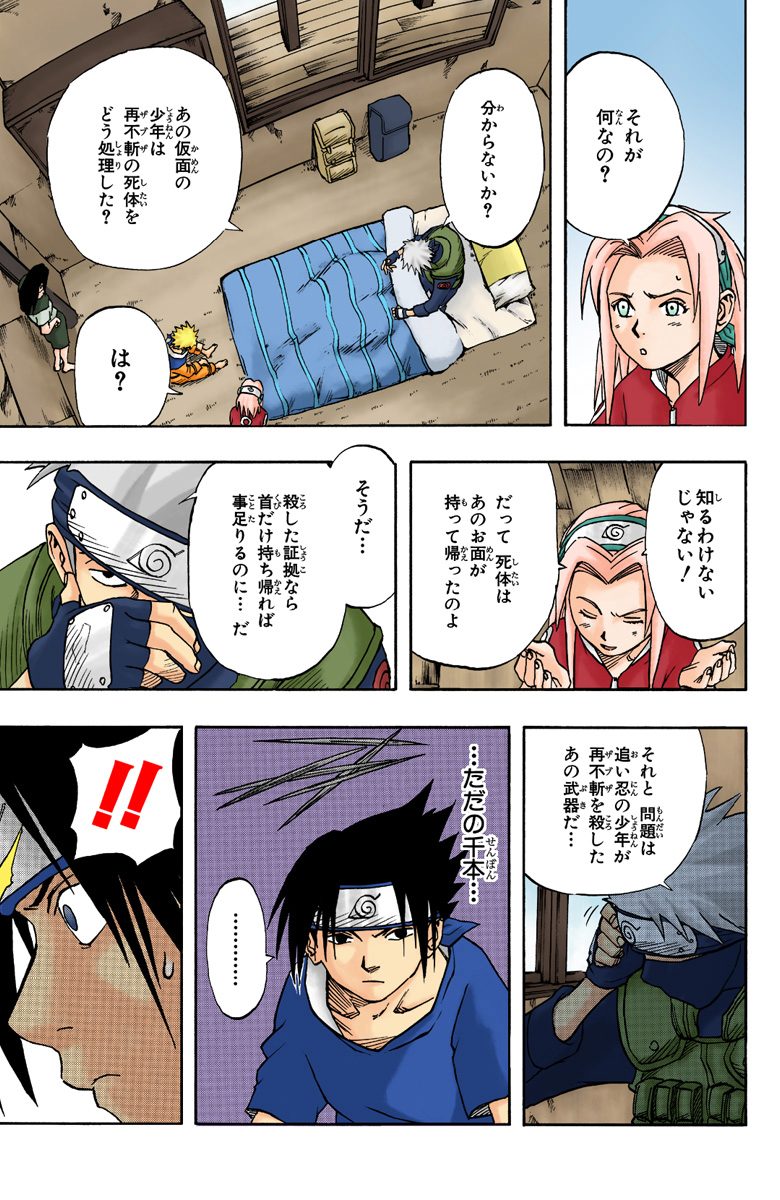 それが
何なの？
分からないか？
あの仮面の
少年は
再不斬の死体を
どう処理した？
は？
知るわけない
じゃない！
だって 死体は
あのお面が
持って帰ったのよ
そうだ…
殺した証拠なら
首だけ持ち帰れば
事足りるのに… だ
それと 問題は
追い忍の少年が
再不斬を殺した
あの武器だ…
…ただの千本…
…………
!!